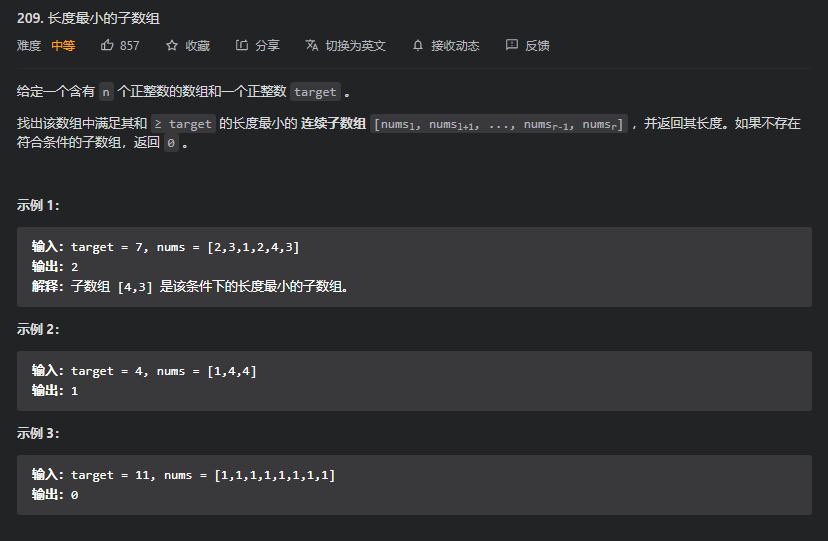 209. 长度最小的子数组
难度 中等 857 收藏 分享 切换为英文 接收动态 反馈
给定一个含有 n 个正整数的数组和一个正整数 target 。
找出该数组中满足其和 ≥ target 的长度最小的 连续子数组 [numsl, numsl+1, ..., numsr-1, numsr] ，并返回其长度。如果不存在
符合条件的子数组，返回 0 。
示例 1：
输入：target = 7, nums = [2,3,1,2,4,3]
输出：2
解释：子数组 [4,3] 是该条件下的长度最小的子数组。
示例 2：
输入：target = 4, nums = [1,4,4]
输出：1
示例 3：
输入：target = 11, nums = [1,1,1,1,1,1,1,1]
输出：0